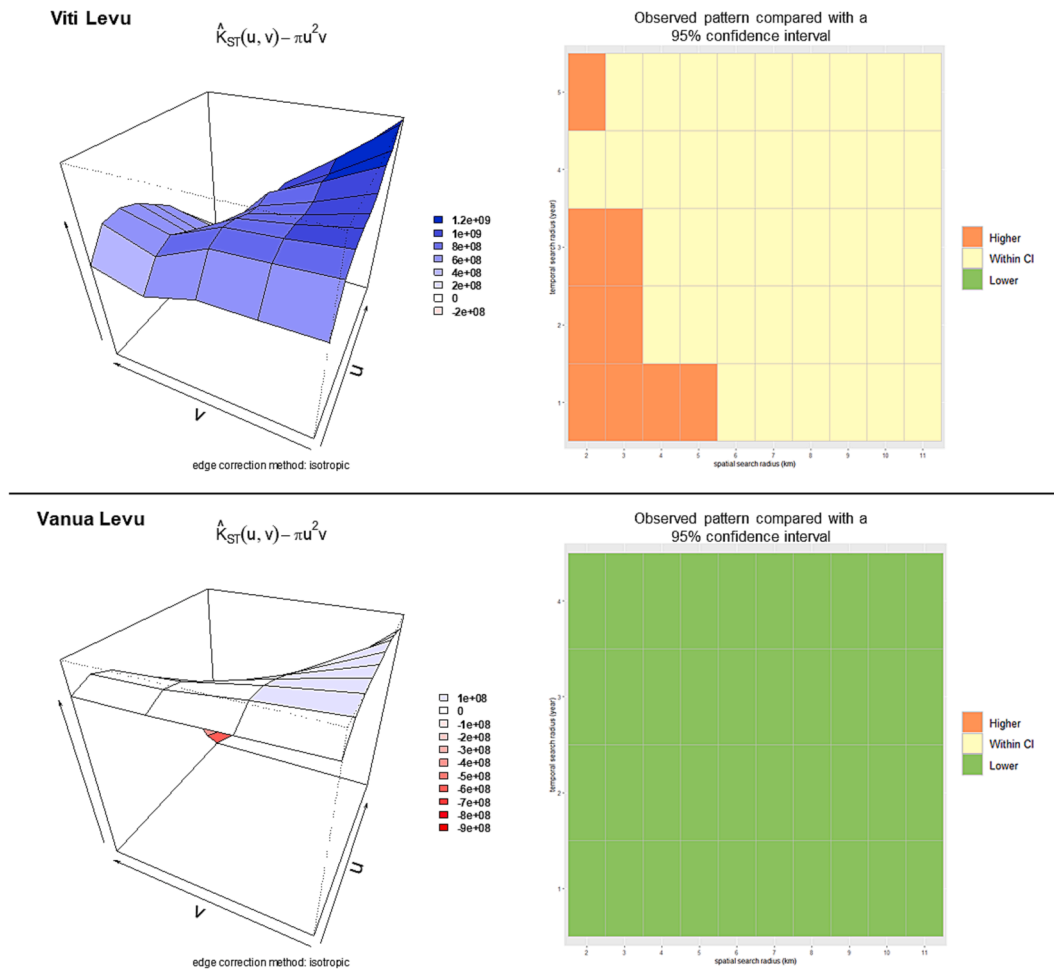 Viti Levu
K̂ST(u, v) – πu²v
1.2e+09
1e+09
8e+08
6e+08
4e+08
2e+08
0
-2e+08
v
u
edge correction method: isotropic
Observed pattern compared with a
95% confidence interval
temporal search radius (year)
5
4
3
2
1
2 3 4 5 6 7 8 9 10 11
spatial search radius (km)
Higher
Within CI
Lower
Vanua Levu
K̂ST(u, v) – πu²v
1e+08
0
-1e+08
-2e+08
-3e+08
-4e+08
-5e+08
-6e+08
-7e+08
-8e+08
-9e+08
v
u
edge correction method: isotropic
Observed pattern compared with a
95% confidence interval
temporal search radius (year)
4
3
2
1
2 3 4 5 6 7 8 9 10 11
spatial search radius (km)
Higher
Within CI
Lower